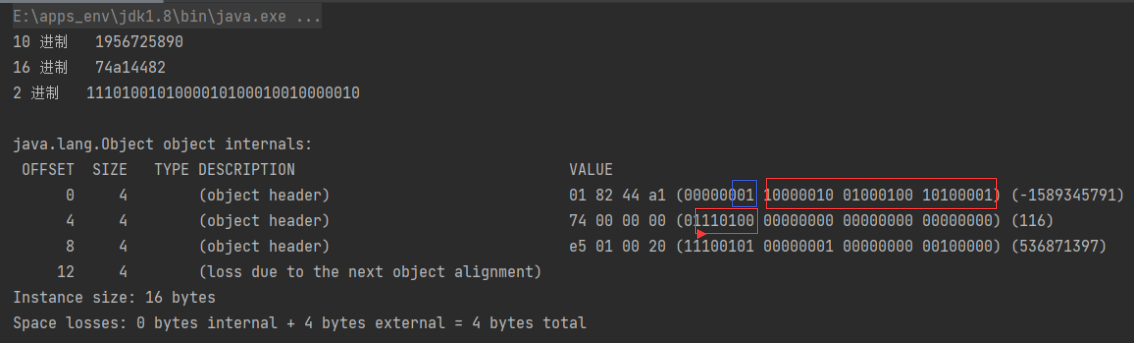 E:\apps_env\jdk1.8\bin\java.exe ...
10 进制   1956725890
16 进制   74a14482
2 进制   1110100101000010100010010000010

java.lang.Object object internals:
 OFFSET  SIZE   TYPE DESCRIPTION                               VALUE
      0     4        (object header)                           01 82 44 a1 (00000001 10000010 01000100 10100001) (-1589345791)
      4     4        (object header)                           74 00 00 00 (01110100 00000000 00000000 00000000) (116)
      8     4        (object header)                           e5 01 00 20 (11100101 00000001 00000000 00100000) (536871397)
     12     4        (loss due to the next object alignment)
Instance size: 16 bytes
Space losses: 0 bytes internal + 4 bytes external = 4 bytes total